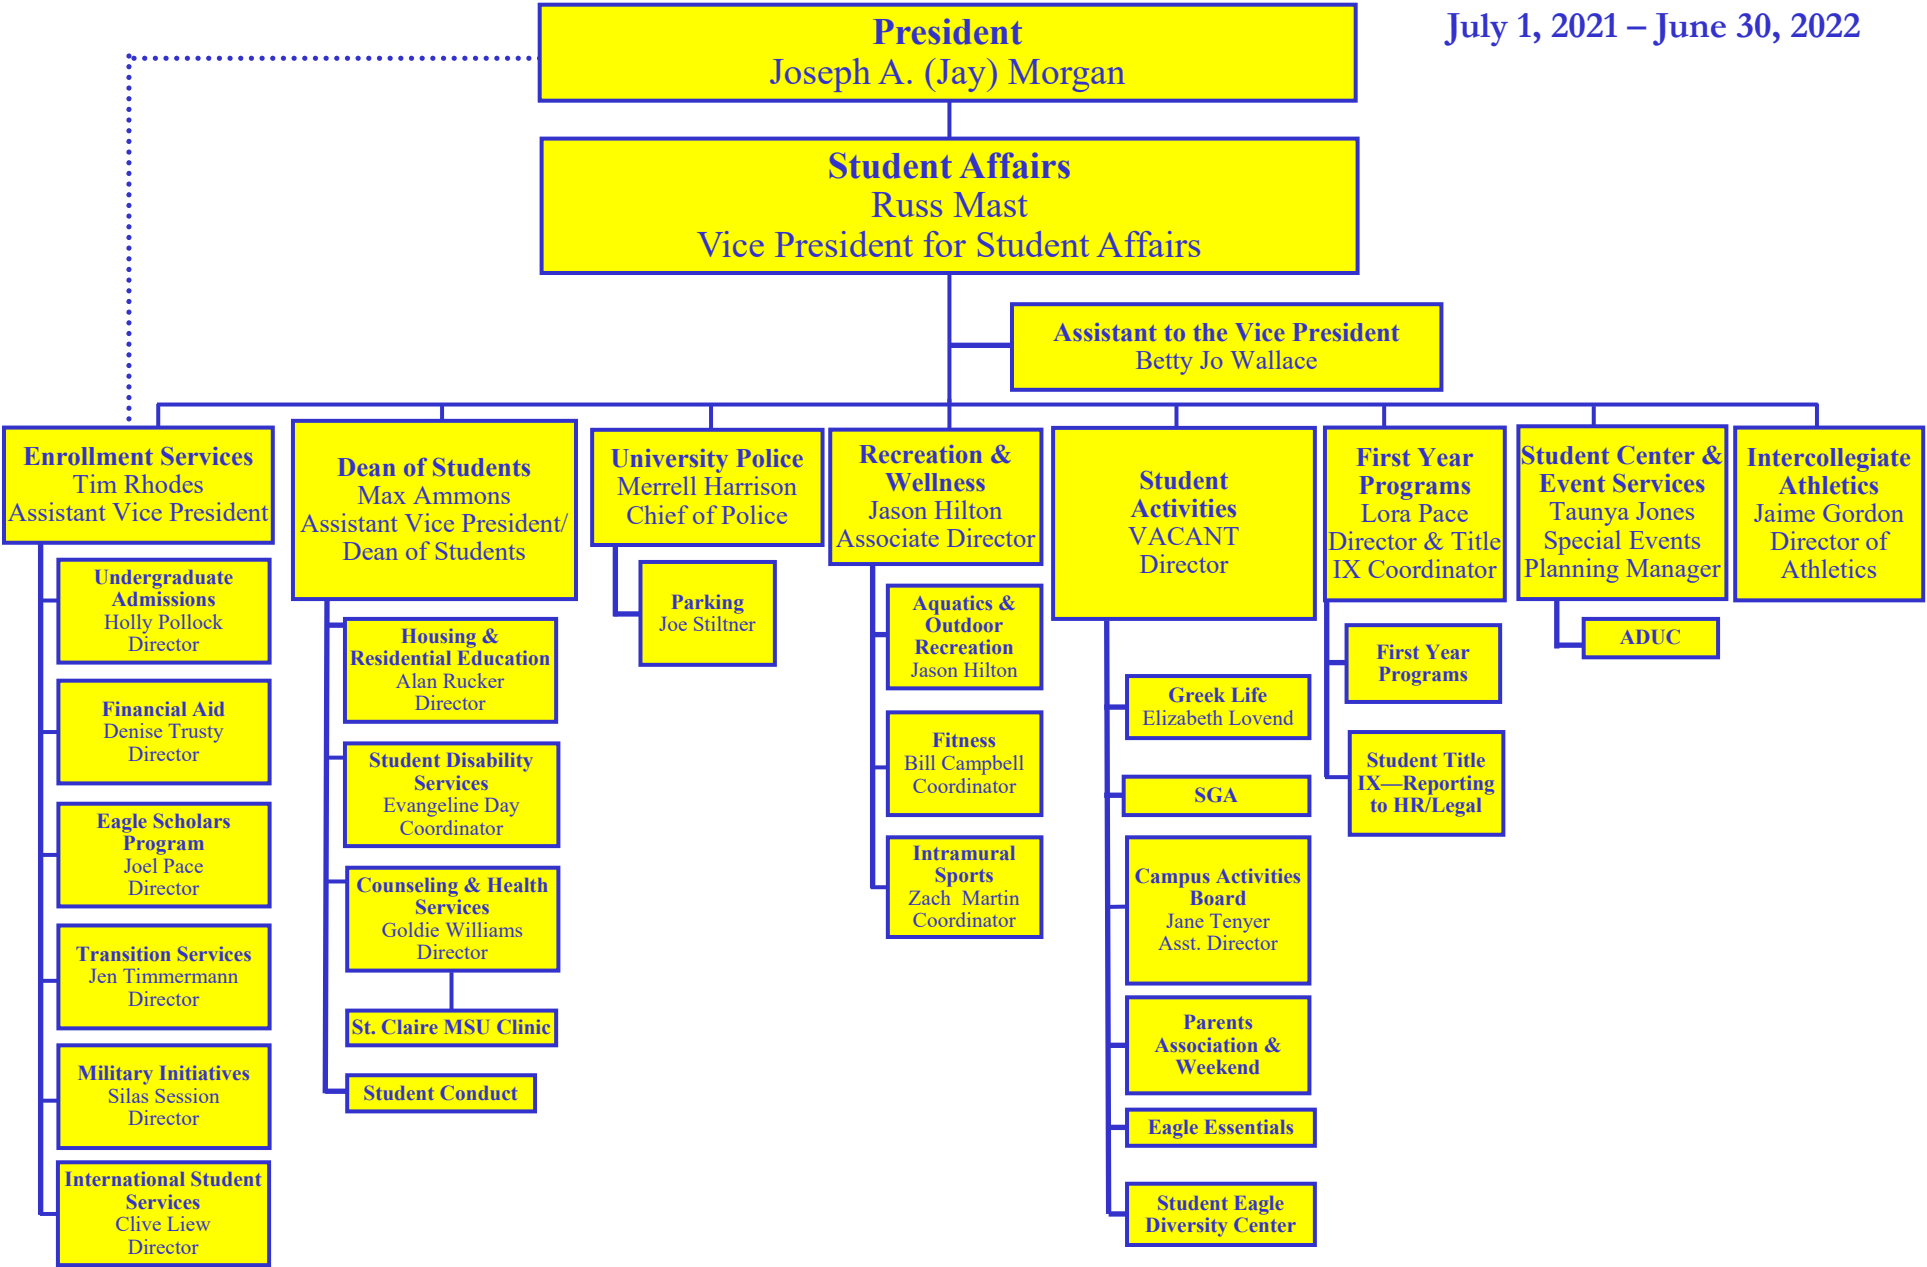 July 1, 2021 – June 30, 2022
President
Joseph A. (Jay) Morgan
Student Affairs
Russ Mast
Vice President for Student Affairs
Assistant to the Vice President
Betty Jo Wallace
Enrollment Services
Tim Rhodes
Assistant Vice President
Undergraduate
Admissions
Holly Pollock
Director
Financial Aid
Denise Trusty
Director
Eagle Scholars
Program
Joel Pace
Director
Transition Services
Jen Timmermann
Director
Military Initiatives
Silas Session
Director
International Student
Services
Clive Liew
Director
Dean of Students
Max Ammons
Assistant Vice President/
Dean of Students
Housing &
Residential Education
Alan Rucker
Director
Student Disability
Services
Evangeline Day
Coordinator
Counseling & Health
Services
Goldie Williams
Director
St. Claire MSU Clinic
Student Conduct
University Police
Merrell Harrison
Chief of Police
Parking
Joe Stiltner
Recreation &
Wellness
Jason Hilton
Associate Director
Aquatics &
Outdoor
Recreation
Jason Hilton
Fitness
Bill Campbell
Coordinator
Intramural
Sports
Zach Martin
Coordinator
Student
Activities
VACANT
Director
Greek Life
Elizabeth Lovend
SGA
Campus Activities
Board
Jane Tenyer
Asst. Director
Parents
Association &
Weekend
Eagle Essentials
Student Eagle
Diversity Center
First Year
Programs
Lora Pace
Director & Title
IX Coordinator
First Year
Programs
Student Title
IX—Reporting
to HR/Legal
Student Center &
Event Services
Taunya Jones
Special Events
Planning Manager
ADUC
Intercollegiate
Athletics
Jaime Gordon
Director of
Athletics